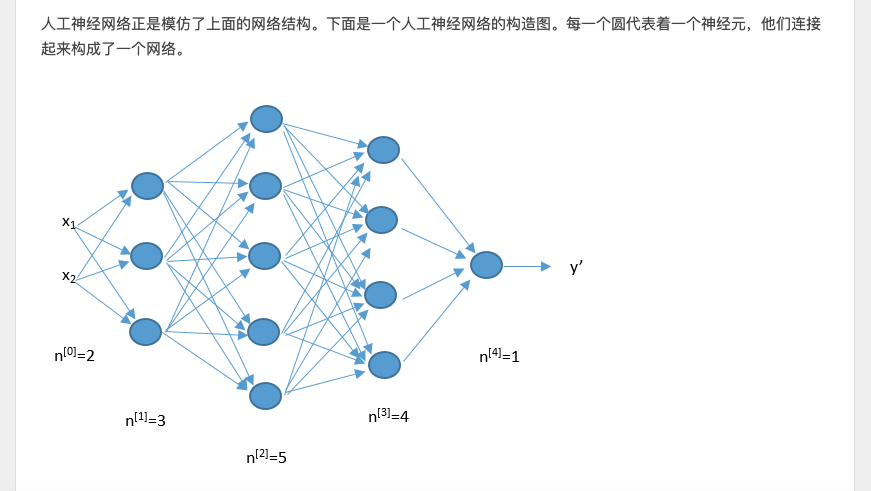 人工神经网络正是模仿了上面的网络结构。下面是一个人工神经网络的构造图。每一个圆代表着一个神经元，他们连接
起来构成了一个网络。
x₁
x₂
y′
n[0]=2
n[1]=3
n[2]=5
n[3]=4
n[4]=1